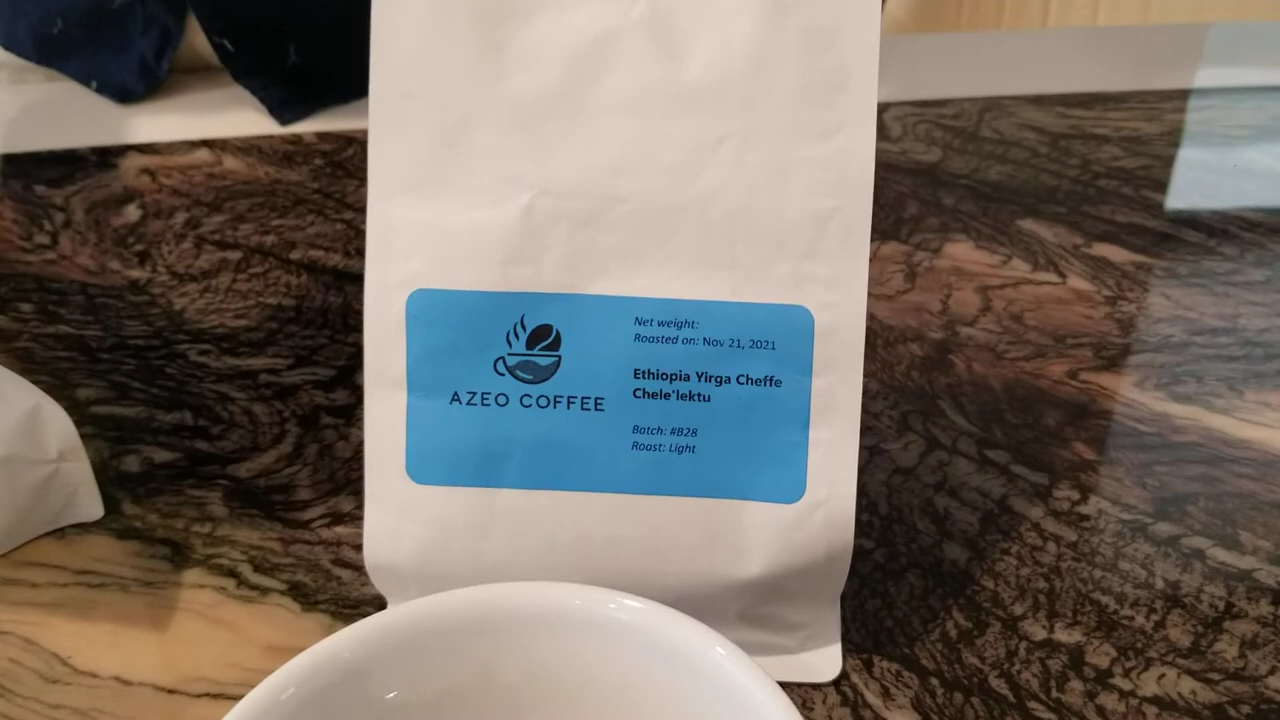 AZEO COFFEE
Net weight:
Roasted on: Nov 21, 2021
Ethiopia Yirga Cheffe
Chele'lektu
Batch: #B28
Roast: Light